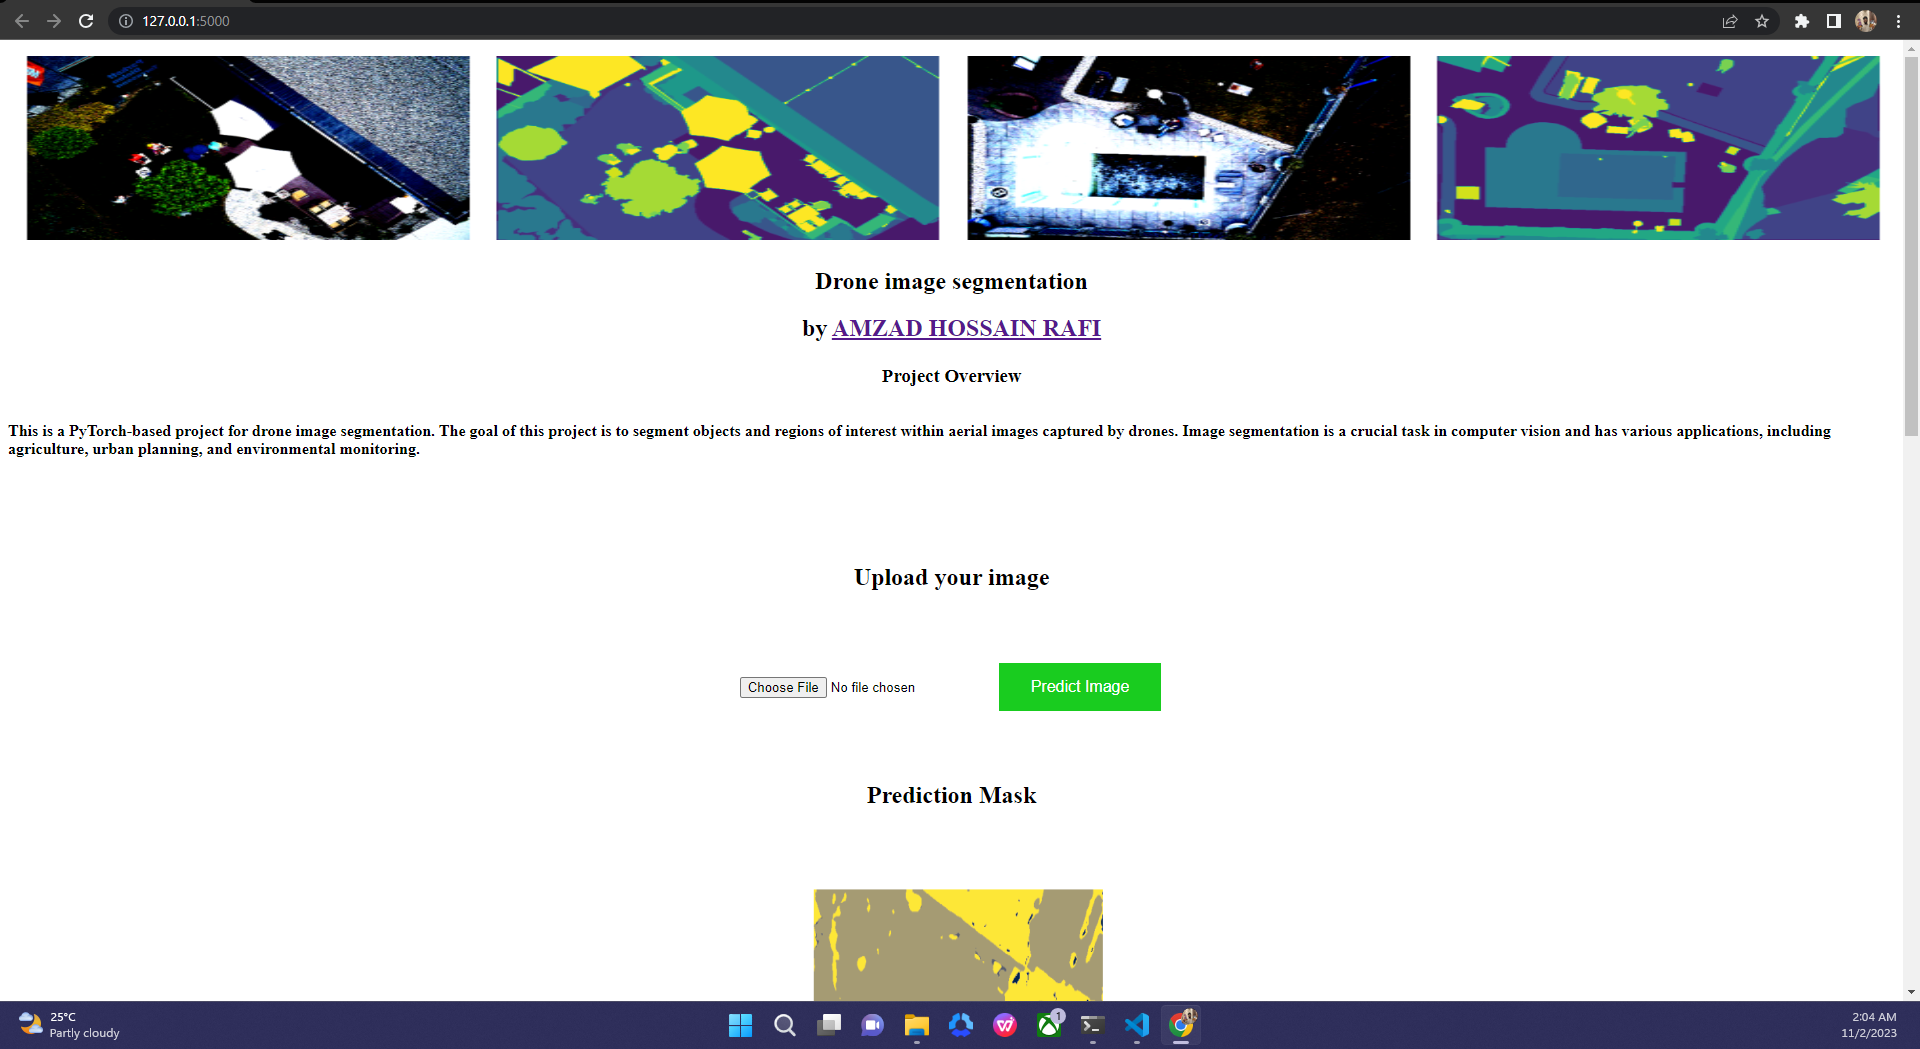 127.0.0.1:5000
Drone image segmentation
by AMZAD HOSSAIN RAFI
Project Overview
This is a PyTorch-based project for drone image segmentation. The goal of this project is to segment objects and regions of interest within aerial images captured by drones. Image segmentation is a crucial task in computer vision and has various applications, including
agriculture, urban planning, and environmental monitoring.
Upload your image
Choose File No file chosen
Predict Image
Prediction Mask
25°C
Partly cloudy
1
2:04 AM
11/2/2023